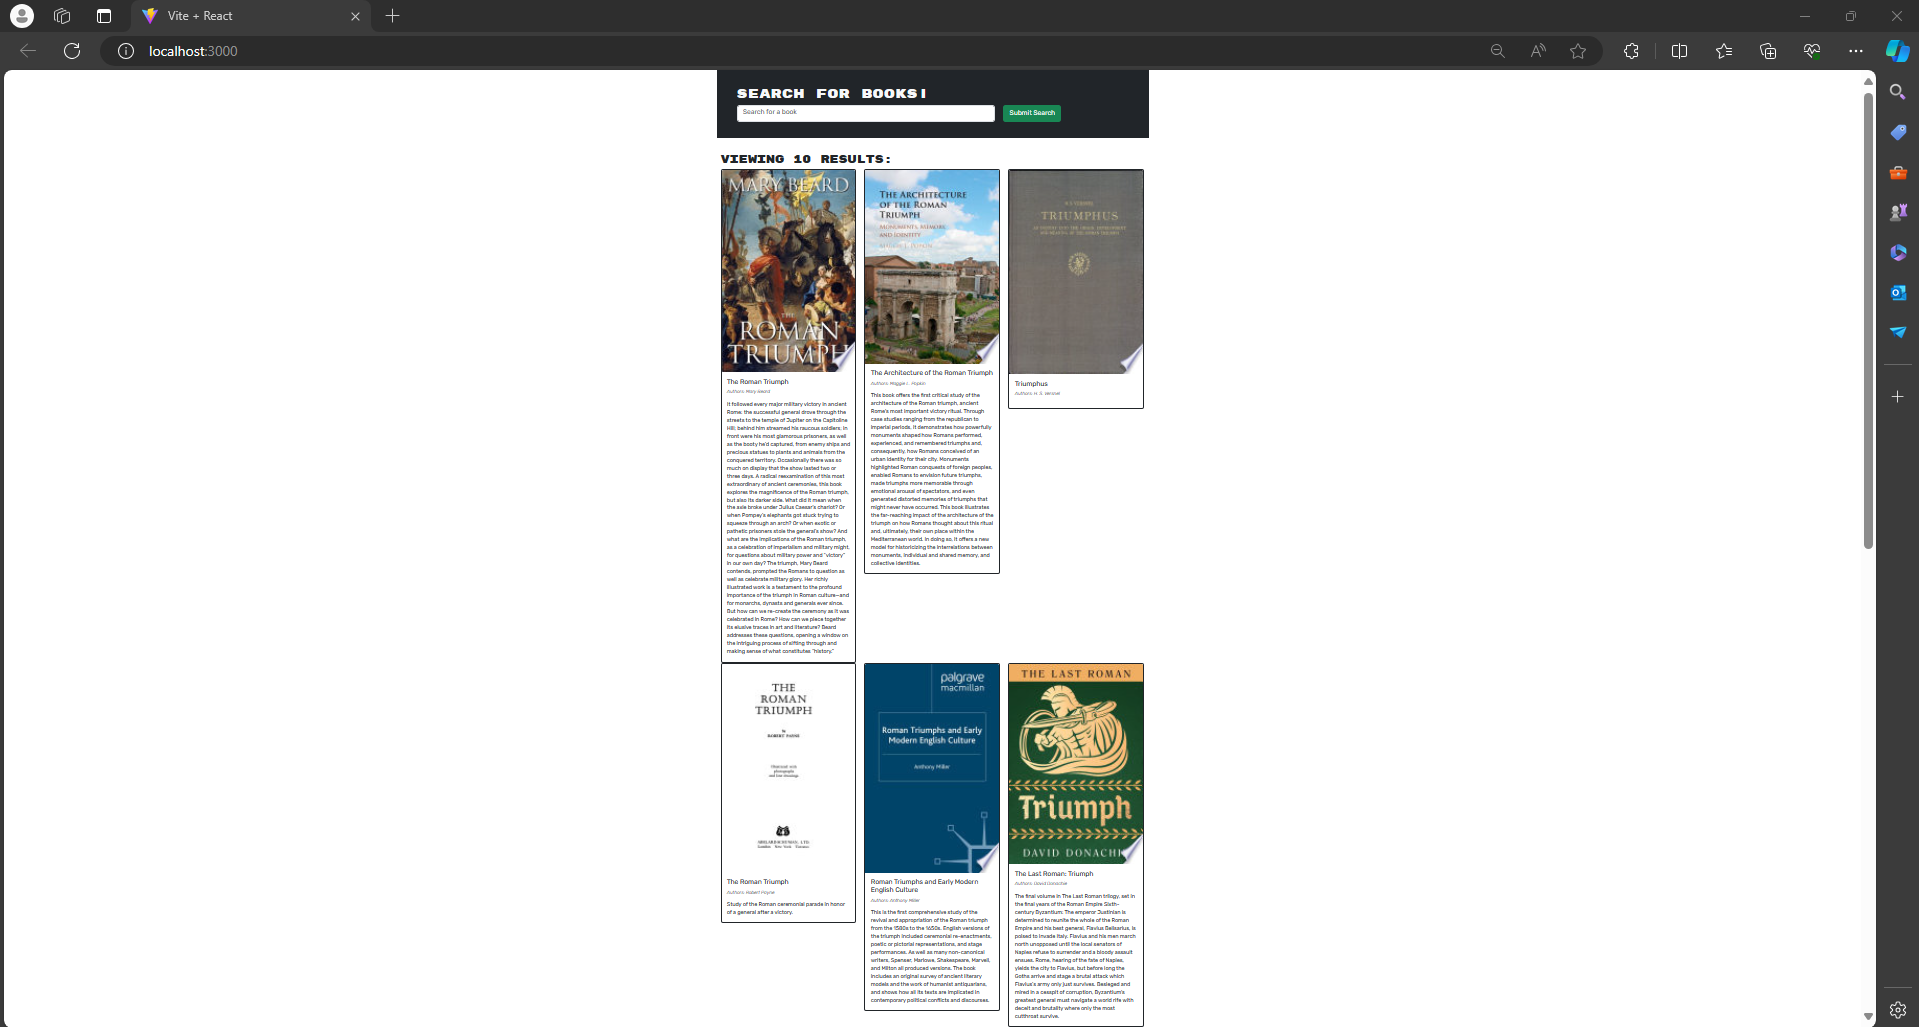 Vite + React
localhost:3000
SEARCH FOR BOOKS!
Search for a book
Submit Search
VIEWING 10 RESULTS:
MARY BEARD
THE
ROMAN
TRIUMPH
The Roman Triumph
Authors: Mary Beard
It followed every major military victory in ancient
Rome: the successful general drove through the
streets to the temple of Jupiter on the Capitoline
Hill; behind him streamed his raucous soldiers; in
front were his most glamorous prisoners, as well
as the booty he'd captured, from enemy ships and
precious statues to plants and animals from the
conquered territory. Occasionally there was so
much on display that the show lasted two or
three days. A radical reexamination of this most
extraordinary of ancient ceremonies, this book
explores the magnificence of the Roman triumph,
but also its darker side. What did it mean when
the axle broke under Julius Caesar's chariot? Or
when Pompey's elephants got stuck trying to
squeeze through an arch? Or when exotic or
pathetic prisoners stole the general's show? And
what are the implications of the Roman triumph,
as a celebration of imperialism and military might,
for questions about military power and "victory"
in our own day? The triumph, Mary Beard
contends, prompted the Romans to question as
well as celebrate military glory. Her richly
illustrated work is a testament to the profound
importance of the triumph in Roman culture—and
for monarchs, dynasts and generals ever since.
But how can we re-create the ceremony as it was
celebrated in Rome? How can we piece together
its elusive traces in art and literature? Beard
addresses these questions, opening a window on
the intriguing process of sifting through and
making sense of what constitutes "history."
THE ARCHITECTURE
OF THE ROMAN
TRIUMPH
MONUMENTS, MEMORY,
AND IDENTITY
MAGGIE L. POPKIN
The Architecture of the Roman Triumph
Authors: Maggie L. Popkin
This book offers the first critical study of the
architecture of the Roman triumph, ancient
Rome's most important victory ritual. Through
case studies ranging from the republican to
imperial periods, it demonstrates how powerfully
monuments shaped how Romans performed,
experienced, and remembered triumphs and,
consequently, how Romans conceived of an
urban identity for their city. Monuments
highlighted Roman conquests of foreign peoples,
enabled Romans to envision future triumphs,
made triumphs more memorable through
emotional arousal of spectators, and even
generated distorted memories of triumphs that
might never have occurred. This book illustrates
the far-reaching impact of the architecture of the
triumph on how Romans thought about this ritual
and, ultimately, their own place within the
Mediterranean world. In doing so, it offers a new
model for historicizing the interrelations between
monuments, individual and shared memory, and
collective identities.
H.S. VERSNEL
TRIUMPHUS
AN INQUIRY INTO THE ORIGIN, DEVELOPMENT
AND MEANING OF THE ROMAN TRIUMPH
Triumphus
Authors: H. S. Versnel
THE
ROMAN
TRIUMPH
by
ROBERT PAYNE
Illustrated with
photographs
and line drawings
ABELARD-SCHUMAN, LTD.
London New York Toronto
The Roman Triumph
Authors: Robert Payne
Study of the Roman ceremonial parade in honor
of a general after a victory.
palgrave
macmillan
Roman Triumphs and Early
Modern English Culture
Anthony Miller
Roman Triumphs and Early Modern
English Culture
Authors: Anthony Miller
This is the first comprehensive study of the
revival and appropriation of the Roman triumph
from the 1580s to the 1650s. English versions of
the triumph included ceremonial re-enactments,
poetic or pictorial representations, and stage
performances. As well as many non-canonical
writers, Spenser, Marlowe, Shakespeare, Marvell,
and Milton all produced versions. The book
includes an original survey of ancient literary
models and the work of humanist antiquarians,
and shows how all its texts are implicated in
contemporary political conflicts and discourses.
THE LAST ROMAN
Triumph
DAVID DONACHI
The Last Roman: Triumph
Authors: David Donachie
The final volume in The Last Roman trilogy, set in
the final years of the Roman Empire Sixth-
century Byzantium: The emperor Justinian is
determined to reunite the whole of the Roman
Empire and his best general, Flavius Belisarius, is
poised to invade Italy. Flavius and his men march
north unopposed until the local senators of
Naples refuse to surrender and a bloody assault
ensues. Rome, hearing of the fate of Naples,
yields the city to Flavius, but before long the
Goths arrive and stage a brutal attack which
Flavius's army only just survives. Besieged and
mired in a cesspit of corruption, Byzantium's
greatest general must navigate a world rife with
deceit and brutality where only the most
cutthroat survive.